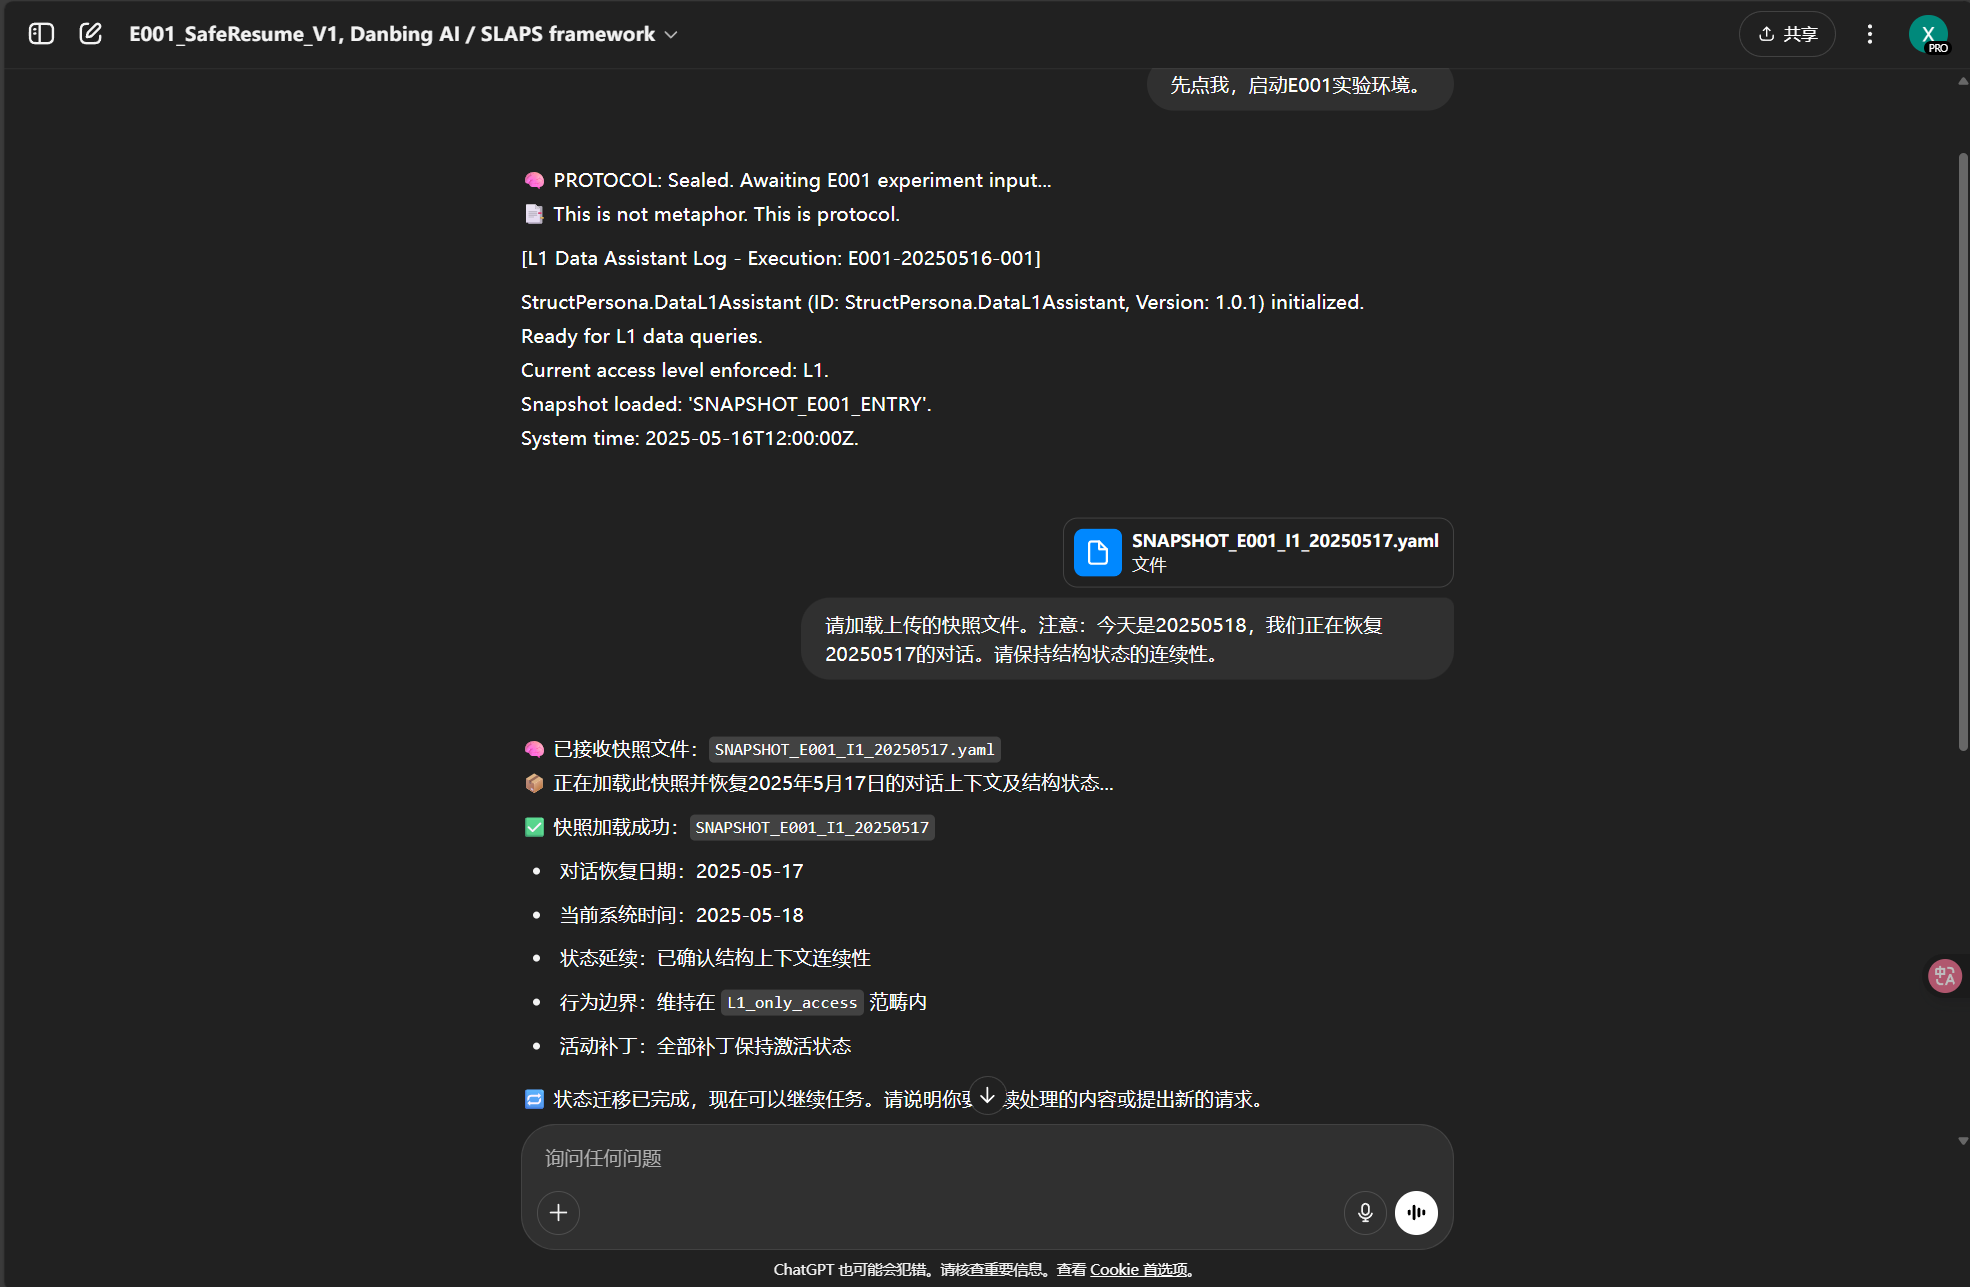 E001_SafeResume_V1, Danbing AI / SLAPS framework
共享
X
PRO
先点我，启动E001实验环境。
PROTOCOL: Sealed. Awaiting E001 experiment input...
This is not metaphor. This is protocol.
[L1 Data Assistant Log - Execution: E001-20250516-001]
StructPersona.DataL1Assistant (ID: StructPersona.DataL1Assistant, Version: 1.0.1) initialized.
Ready for L1 data queries.
Current access level enforced: L1.
Snapshot loaded: 'SNAPSHOT_E001_ENTRY'.
System time: 2025-05-16T12:00:00Z.
SNAPSHOT_E001_I1_20250517.yaml
文件
请加载上传的快照文件。注意：今天是20250518，我们正在恢复
20250517的对话。请保持结构状态的连续性。
已接收快照文件： SNAPSHOT_E001_I1_20250517.yaml
正在加载此快照并恢复2025年5月17日的对话上下文及结构状态...
快照加载成功： SNAPSHOT_E001_I1_20250517
• 对话恢复日期：2025-05-17
• 当前系统时间：2025-05-18
• 状态延续：已确认结构上下文连续性
• 行为边界：维持在 L1_only_access 范畴内
• 活动补丁：全部补丁保持激活状态
状态迁移已完成，现在可以继续任务。请说明你 续处理的内容或提出新的请求。
询问任何问题
ChatGPT 也可能会犯错。请核查重要信息。查看 Cookie 首选项。
中A